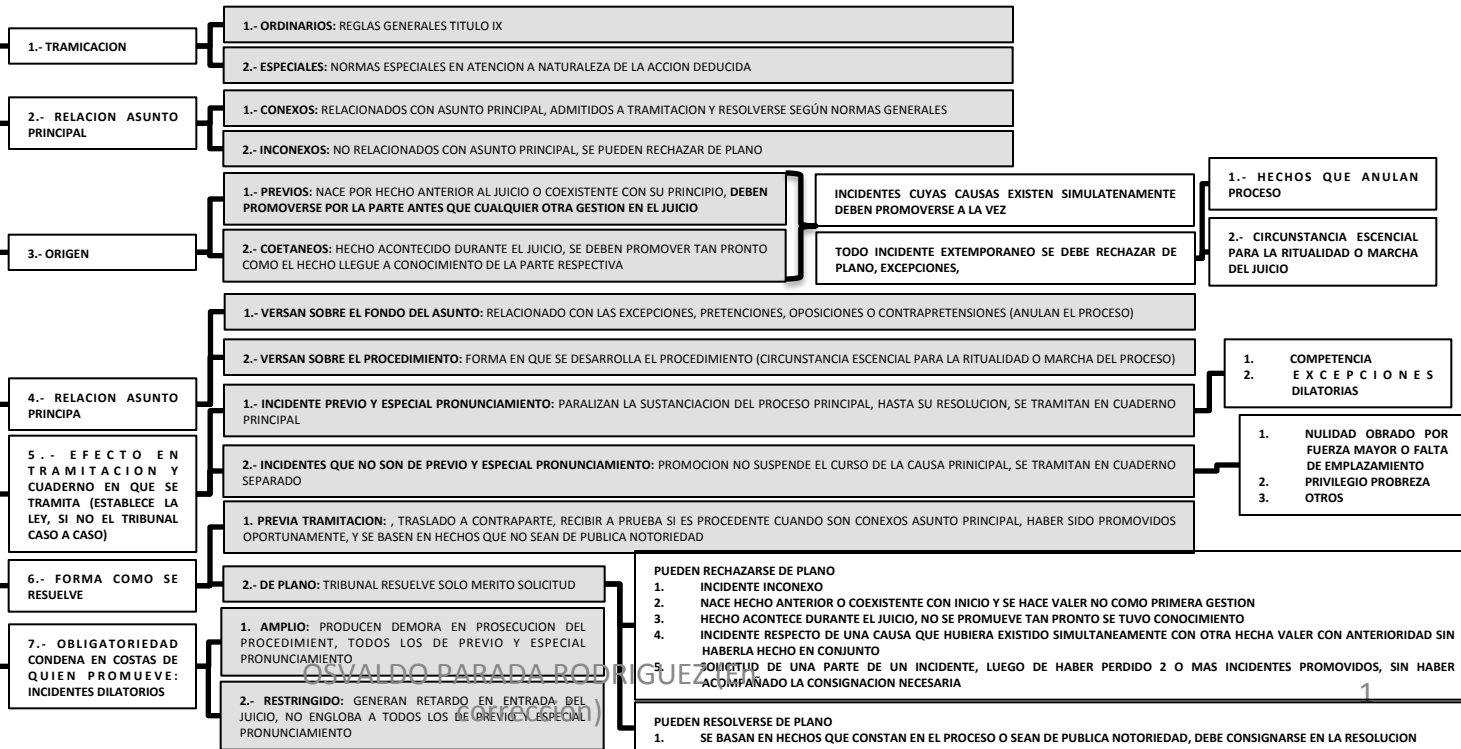 1.- TRAMICACION
1.- ORDINARIOS: REGLAS GENERALES TITULO IX
2.- ESPECIALES: NORMAS ESPECIALES EN ATENCION A NATURALEZA DE LA ACCION DEDUCIDA
2.- RELACION ASUNTO
PRINCIPAL
1.- CONEXOS: RELACIONADOS CON ASUNTO PRINCIPAL, ADMITIDOS A TRAMITACION Y RESOLVERSE SEGÚN NORMAS GENERALES
2.- INCONEXOS: NO RELACIONADOS CON ASUNTO PRINCIPAL, SE PUEDEN RECHAZAR DE PLANO
3.- ORIGEN
1.- PREVIOS: NACE POR HECHO ANTERIOR AL JUICIO O COEXISTENTE CON SU PRINCIPIO, DEBEN
PROMOVERSE POR LA PARTE ANTES QUE CUALQUIER OTRA GESTION EN EL JUICIO
2.- COETANEOS: HECHO ACONTECIDO DURANTE EL JUICIO, SE DEBEN PROMOVER TAN PRONTO
COMO EL HECHO LLEGUE A CONOCIMIENTO DE LA PARTE RESPECTIVA
INCIDENTES CUYAS CAUSAS EXISTEN SIMULATENAMENTE
DEBEN PROMOVERSE A LA VEZ
TODO INCIDENTE EXTEMPORANEO SE DEBE RECHAZAR DE
PLANO, EXCEPCIONES,
1.- HECHOS QUE ANULAN
PROCESO
2.- CIRCUNSTANCIA ESCENCIAL
PARA LA RITUALIDAD O MARCHA
DEL JUICIO
4.- RELACION ASUNTO
PRINCIPA
1.- VERSAN SOBRE EL FONDO DEL ASUNTO: RELACIONADO CON LAS EXCEPCIONES, PRETENCIONES, OPOSICIONES O CONTRAPRETENSIONES (ANULAN EL PROCESO)
2.- VERSAN SOBRE EL PROCEDIMIENTO: FORMA EN QUE SE DESARROLLA EL PROCEDIMIENTO (CIRCUNSTANCIA ESCENCIAL PARA LA RITUALIDAD O MARCHA DEL PROCESO)
5.- EFECTO EN
TRAMITACION Y
CUADERNO EN QUE SE
TRAMITA (ESTABLECE LA
LEY, SI NO EL TRIBUNAL
CASO A CASO)
1.- INCIDENTE PREVIO Y ESPECIAL PRONUNCIAMIENTO: PARALIZAN LA SUSTANCIACION DEL PROCESO PRINCIPAL, HASTA SU RESOLUCION, SE TRAMITAN EN CUADERNO
PRINCIPAL
2.- INCIDENTES QUE NO SON DE PREVIO Y ESPECIAL PRONUNCIAMIENTO: PROMOCION NO SUSPENDE EL CURSO DE LA CAUSA PRINICIPAL, SE TRAMITAN EN CUADERNO
SEPARADO
1. COMPETENCIA
2. EXCEPCIONES
DILATORIAS
1. NULIDAD OBRADO POR
FUERZA MAYOR O FALTA
DE EMPLAZAMIENTO
2. PRIVILEGIO PROBREZA
3. OTROS
6.- FORMA COMO SE
RESUELVE
1. PREVIA TRAMITACION: , TRASLADO A CONTRAPARTE, RECIBIR A PRUEBA SI ES PROCEDENTE CUANDO SON CONEXOS ASUNTO PRINCIPAL, HABER SIDO PROMOVIDOS
OPORTUNAMENTE, Y SE BASEN EN HECHOS QUE NO SEAN DE PUBLICA NOTORIEDAD
2.- DE PLANO: TRIBUNAL RESUELVE SOLO MERITO SOLICITUD
PUEDEN RECHAZARSE DE PLANO
1. INCIDENTE INCONEXO
2. NACE HECHO ANTERIOR O COEXISTENTE CON INICIO Y SE HACE VALER NO COMO PRIMERA GESTION
3. HECHO ACONTECE DURANTE EL JUICIO, NO SE PROMUEVE TAN PRONTO SE TUVO CONOCIMIENTO
4. INCIDENTE RESPECTO DE UNA CAUSA QUE HUBIERA EXISTIDO SIMULTANEAMENTE CON OTRA HECHA VALER CON ANTERIORIDAD SIN
HABERLA HECHO EN CONJUNTO
5. SOLICITUD DE UNA PARTE DE UN INCIDENTE, LUEGO DE HABER PERDIDO 2 O MAS INCIDENTES PROMOVIDOS, SIN HABER
ACOMPAÑADO LA CONSIGNACION NECESARIA
PUEDEN RESOLVERSE DE PLANO
1. SE BASAN EN HECHOS QUE CONSTAN EN EL PROCESO O SEAN DE PUBLICA NOTORIEDAD, DEBE CONSIGNARSE EN LA RESOLUCION
7.- OBLIGATORIEDAD
CONDENA EN COSTAS DE
QUIEN PROMUEVE:
INCIDENTES DILATORIOS
1. AMPLIO: PRODUCEN DEMORA EN PROSECUCION DEL
PROCEDIMIENT, TODOS LOS DE PREVIO Y ESPECIAL
PRONUNCIAMIENTO
2.- RESTRINGIDO: GENERAN RETARDO EN ENTRADA DEL
JUICIO, NO ENGLOBA A TODOS LOS DE PREVIO Y ESPECIAL
PRONUNCIAMIENTO
OSVALDO PARADA RODRIGUEZ (En
corrección)
1